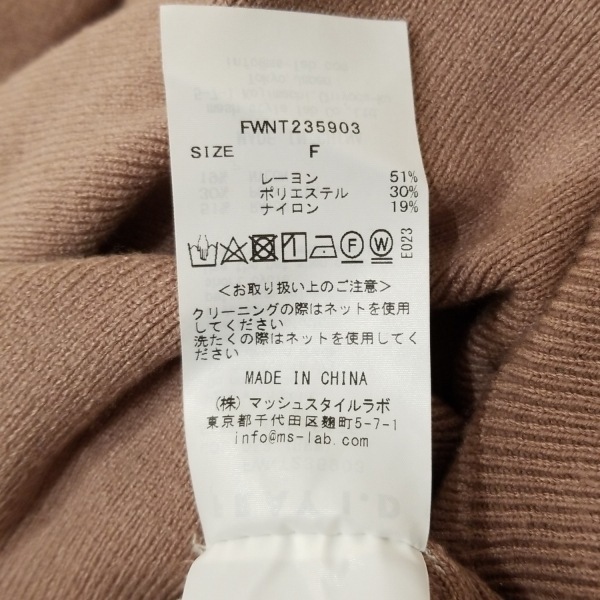 FWNT235903
SIZE F
レーヨン 51%
ポリエステル 30%
ナイロン 19%
F W
E023
<お取り扱い上のご注意>
クリーニングの際はネットを使用
してください
洗たくの際はネットを使用してく
ださい
MADE IN CHINA
(株)マッシュスタイルラボ
東京都千代田区麹町5-7-1
info@ms-lab.com